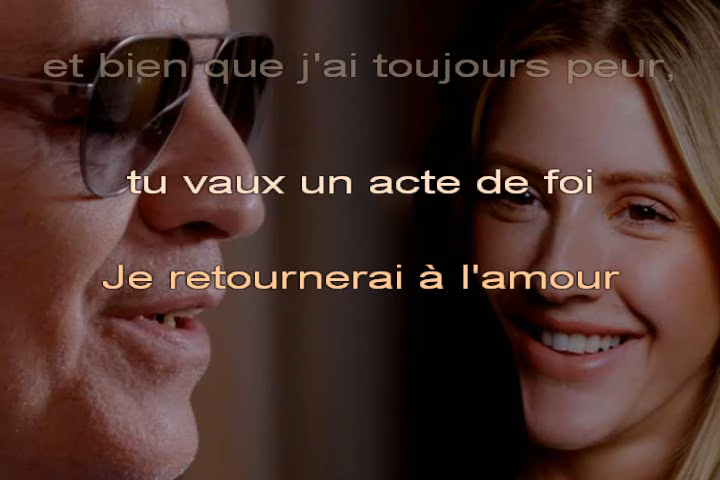 et bien que j'ai toujours peur,
tu vaux un acte de foi
Je retournerai à l'amour